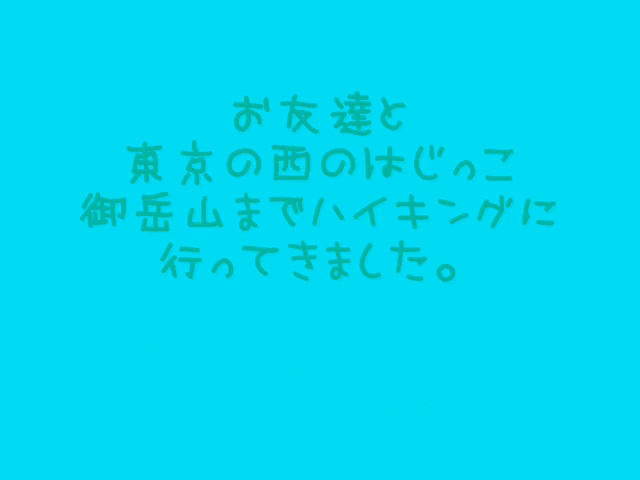 お友達と
東京の西のはじっこ
御岳山までハイキングに
行ってきました。